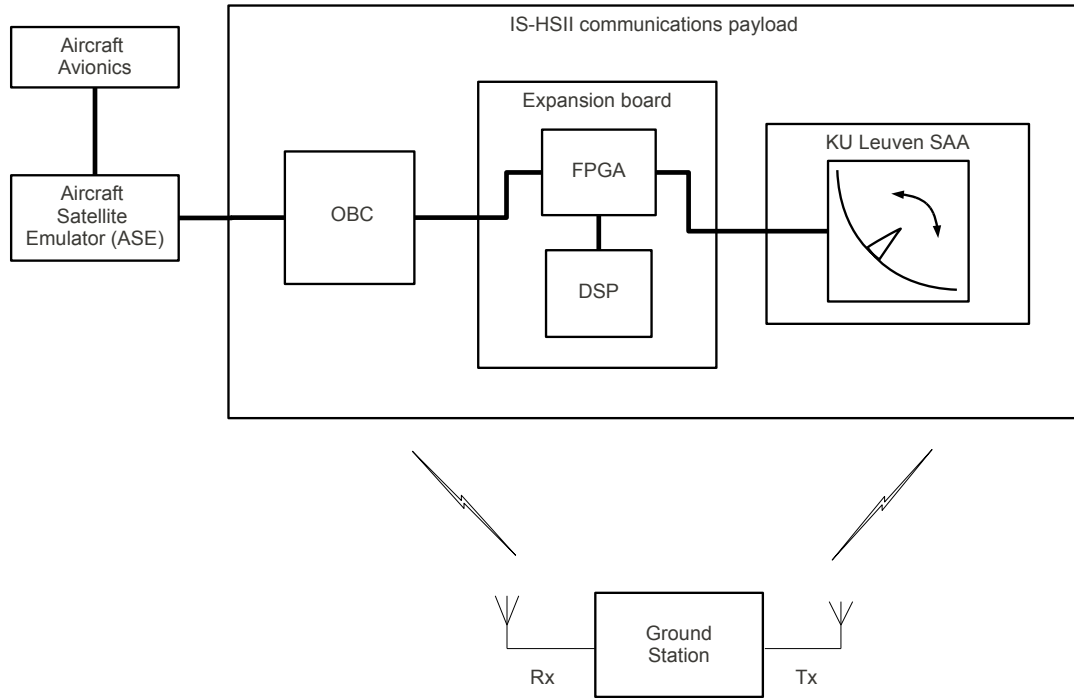 IS-HSII communications payload
Aircraft
Avionics
Expansion board
KU Leuven SAA
FPGA
Aircraft
Satellite
Emulator (ASE)
OBC
DSP
Ground
Station
Rx
Tx